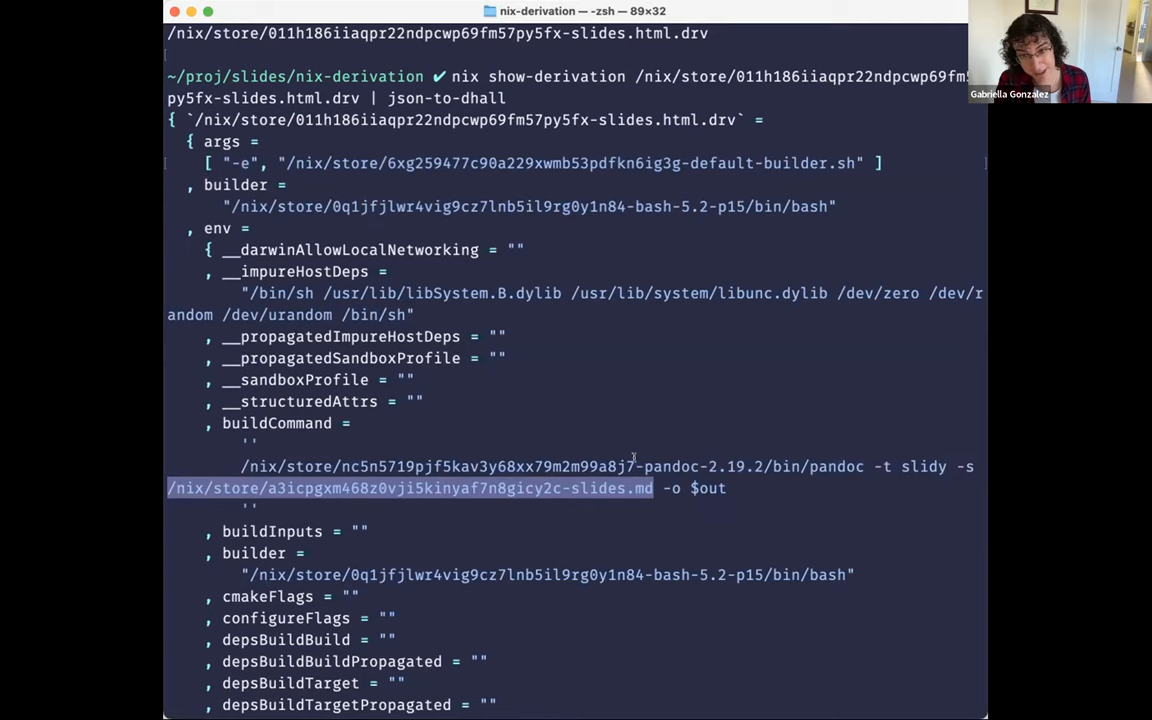 nix-derivation — -zsh — 89×32
/nix/store/011h186iiaqpr22ndpcwp69fm57py5fx-slides.html.drv
~/proj/slides/nix-derivation ✔ nix show-derivation /nix/store/011h186iiaqpr22ndpcwp69fm5
Gabriella Gonzalez
py5fx-slides.html.drv | json-to-dhall
{ `/nix/store/011h186iiaqpr22ndpcwp69fm57py5fx-slides.html.drv` =
{ args =
[ "-e", "/nix/store/6xg259477c90a229xwmb53pdfkn6ig3g-default-builder.sh" ]
, builder =
"/nix/store/0q1jfjlwr4vig9cz7lnb5il9rg0y1n84-bash-5.2-p15/bin/bash"
, env =
{ __darwinAllowLocalNetworking = ""
, __impureHostDeps =
"/bin/sh /usr/lib/libSystem.B.dylib /usr/lib/system/libunc.dylib /dev/zero /dev/r
andom /dev/urandom /bin/sh"
, __propagatedImpureHostDeps = ""
, __propagatedSandboxProfile = ""
, __sandboxProfile = ""
, __structuredAttrs = ""
, buildCommand =
''
/nix/store/nc5n5719pjf5kav3y68xx79m2m99a8j7-pandoc-2.19.2/bin/pandoc -t slidy -s
/nix/store/a3icpgxm468z0vji5kinyaf7n8gicy2c-slides.md -o $out
''
, buildInputs = ""
, builder =
"/nix/store/0q1jfjlwr4vig9cz7lnb5il9rg0y1n84-bash-5.2-p15/bin/bash"
, cmakeFlags = ""
, configureFlags = ""
, depsBuildBuild = ""
, depsBuildBuildPropagated = ""
, depsBuildTarget = ""
, depsBuildTargetPropagated = ""